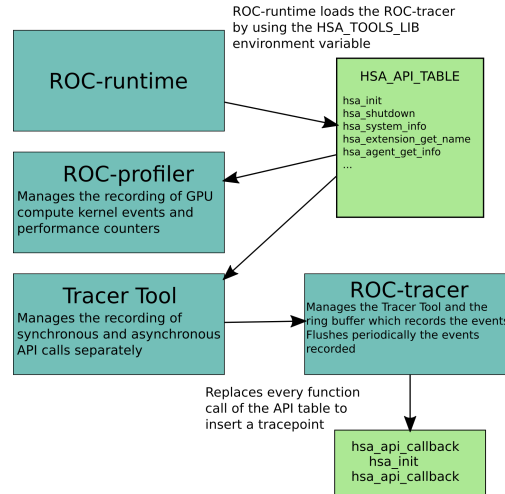 ROC-runtime loads the ROC-tracer
by using the HSA_TOOLS_LIB
environment variable
ROC-runtime
HSA_API_TABLE
hsa_init
hsa_shutdown
hsa_system_info
hsa_extension_get_name
hsa_agent_get_info
...
ROC-profiler
Manages the recording of GPU
compute kernel events and
performance counters
Tracer Tool
Manages the recording of
synchronous and asynchronous
API calls separately
ROC-tracer
Manages the Tracer Tool and the
ring buffer which records the events
Flushes periodically the events
recorded
Replaces every function
call of the API table to
insert a tracepoint
hsa_api_callback
hsa_init
hsa_api_callback